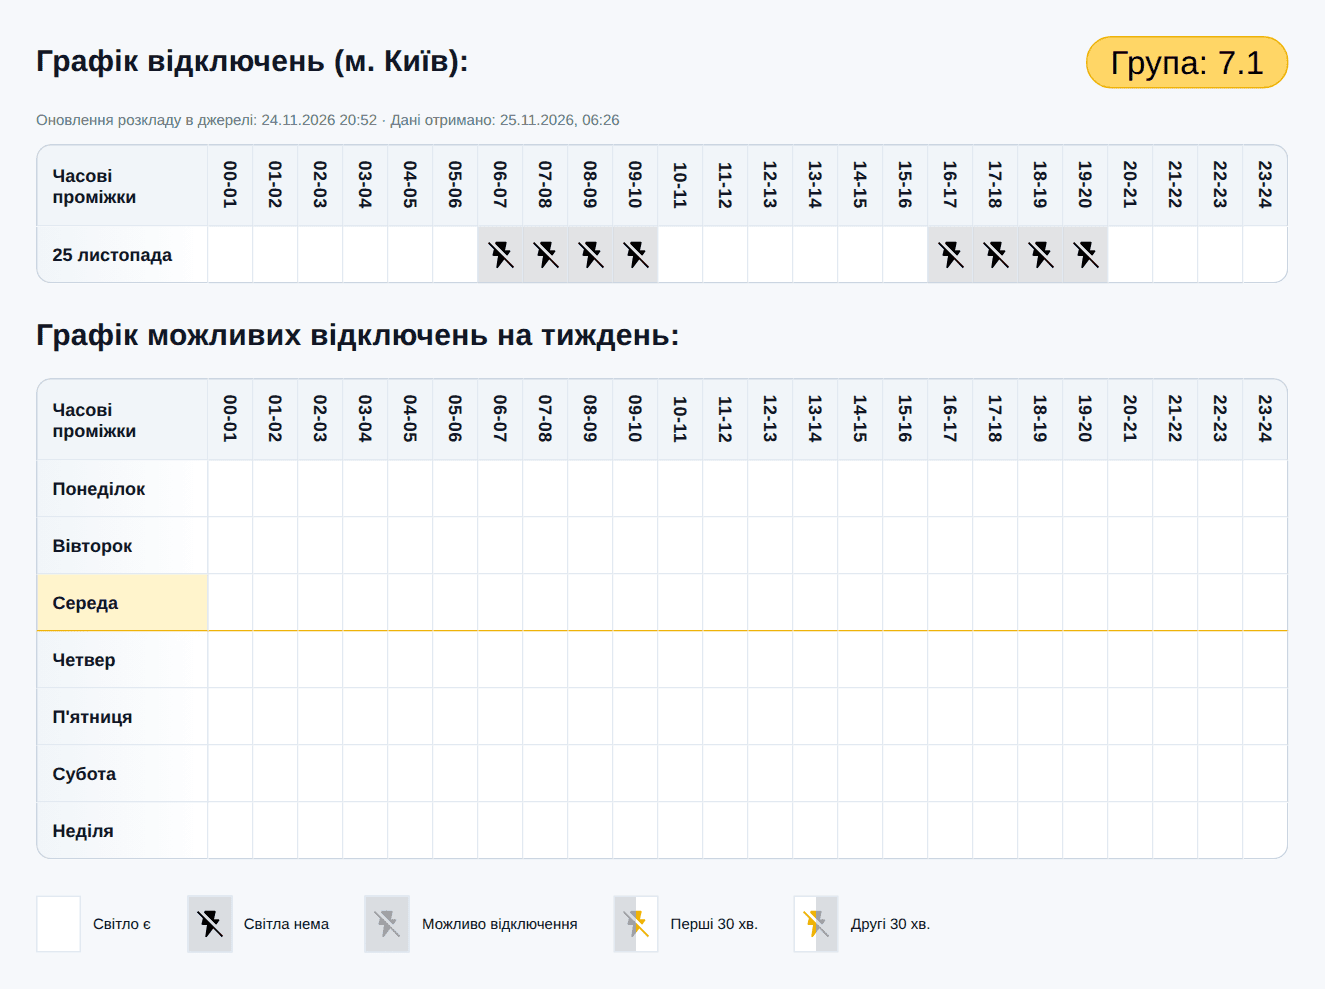 Графік відключень (м. Київ):
Група: 7.1
Оновлення розкладу в джерелі: 24.11.2026 20:52 · Дані отримано: 25.11.2026, 06:26
Часові проміжки 00-01 01-02 02-03 03-04 04-05 05-06 06-07 07-08 08-09 09-10 10-11 11-12 12-13 13-14 14-15 15-16 16-17 17-18 18-19 19-20 20-21 21-22 22-23 23-24
25 листопада
Графік можливих відключень на тиждень:
Часові проміжки 00-01 01-02 02-03 03-04 04-05 05-06 06-07 07-08 08-09 09-10 10-11 11-12 12-13 13-14 14-15 15-16 16-17 17-18 18-19 19-20 20-21 21-22 22-23 23-24
Понеділок
Вівторок
Середа
Четвер
П'ятниця
Субота
Неділя
Світло є Світла нема Можливо відключення Перші 30 хв. Другі 30 хв.